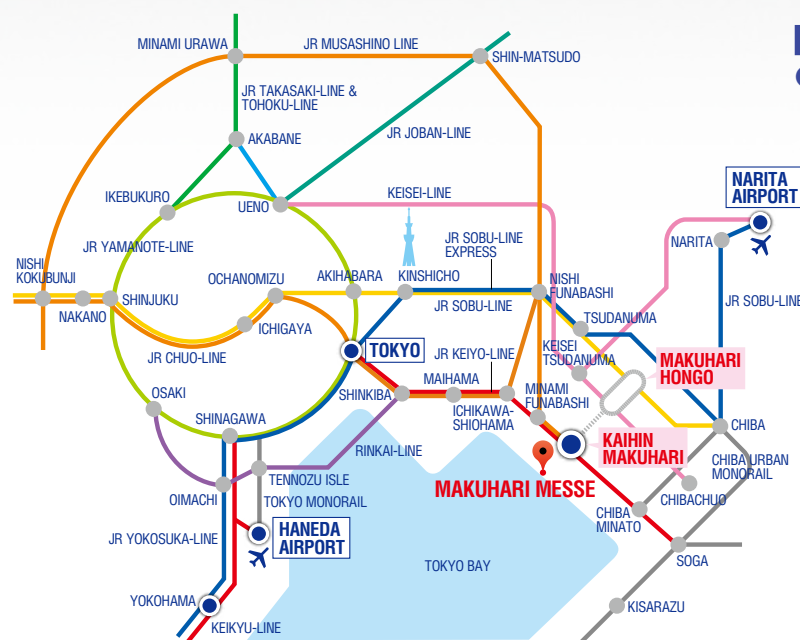 MINAMI URAWA
JR MUSASHINO LINE
SHIN-MATSUDO
JR TAKASAKI-LINE &
TOHOKU-LINE
JR JOBAN-LINE
AKABANE
IKEBUKURO
UENO
KEISEI-LINE
NARITA
AIRPORT
JR YAMANOTE-LINE
JR SOBU-LINE
EXPRESS
NARITA
NISHI
KOKUBUNJI
NAKANO
SHINJUKU
OCHANOMIZU
AKIHABARA
KINSHICHO
JR SOBU-LINE
NISHI
FUNABASHI
JR SOBU-LINE
TSUDANUMA
ICHIGAYA
JR CHUO-LINE
TOKYO
JR KEIYO-LINE
KEISEI
TSUDANUMA
MAKUHARI
HONGO
OSAKI
SHINKIBA
MAIHAMA
ICHIKAWA-
SHIOHAMA
MINAMI
FUNABASHI
SHINAGAWA
KAIHIN
MAKUHARI
CHIBA
RINKAI-LINE
CHIBA URBAN
MONORAIL
OIMACHI
TENNOZU ISLE
TOKYO MONORAIL
MAKUHARI MESSE
CHIBACHUO
CHIBA
MINATO
JR YOKOSUKA-LINE
HANEDA
AIRPORT
TOKYO BAY
SOGA
YOKOHAMA
KEIKYU-LINE
KISARAZU